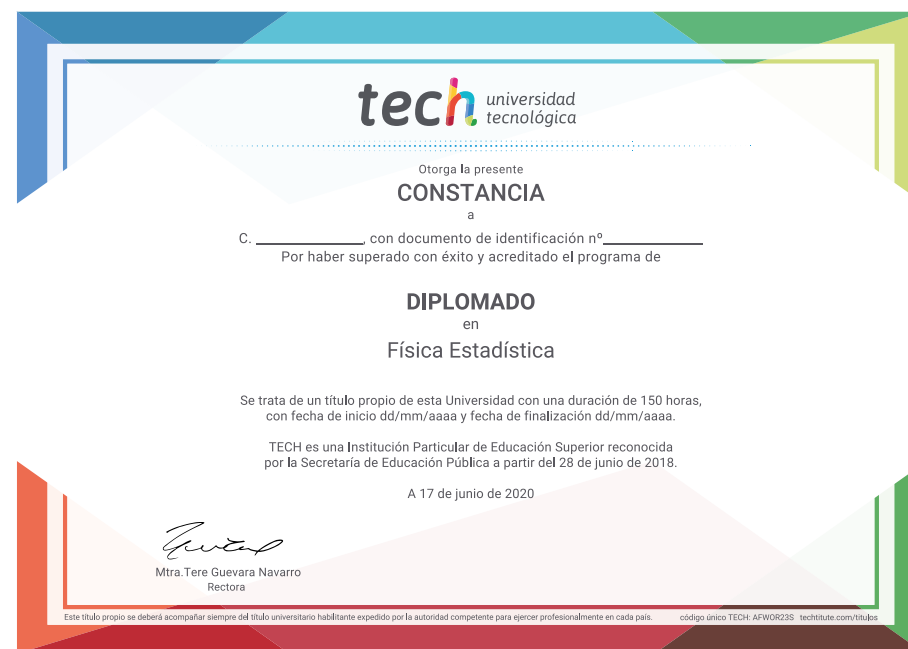 tech universidad
tecnológica
Otorga la presente
CONSTANCIA
a
C. ____________, con documento de identificación nº____________
Por haber superado con éxito y acreditado el programa de
DIPLOMADO
en
Física Estadística
Se trata de un título propio de esta Universidad con una duración de 150 horas,
con fecha de inicio dd/mm/aaaa y fecha de finalización dd/mm/aaaa.
TECH es una Institución Particular de Educación Superior reconocida
por la Secretaría de Educación Pública a partir del 28 de junio de 2018.
A 17 de junio de 2020
Mtra.Tere Guevara Navarro
Rectora
Este título propio se deberá acompañar siempre del título universitario habilitante expedido por la autoridad competente para ejercer profesionalmente en cada país. código único TECH: AFWOR23S techtitute.com/titulos